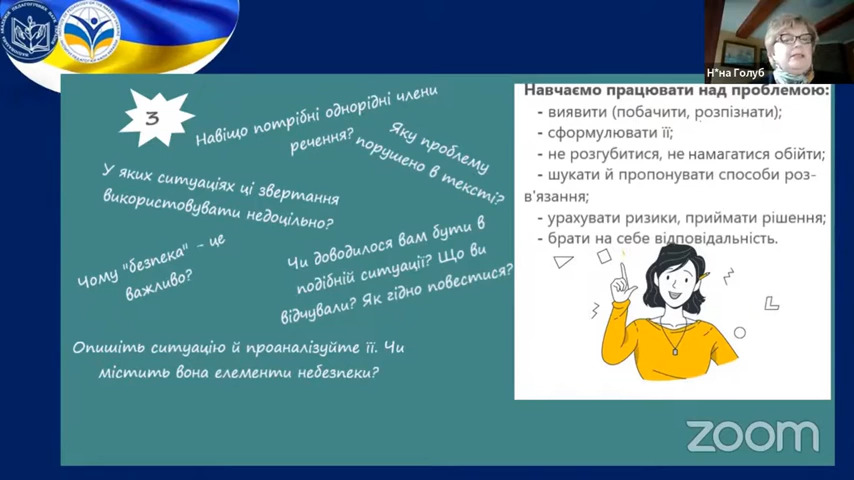 Н*на Голуб
3
Навіщо потрібні однорідні члени
речення?
Яку проблему
порушено в тексті?
У яких ситуаціях ці звертання
використовувати недоцільно?
Чому "безпека" - це
важливо?
Чи доводилося вам бути в
подібній ситуації? Що ви
відчували? Як гідно повестися?
Опишіть ситуацію й проаналізуйте її. Чи
містить вона елементи небезпеки?
Навчаємо працювати над проблемою:
- виявити (побачити, розпізнати);
- сформулювати її;
- не розгубитися, не намагатися обійти;
- шукати й пропонувати способи роз-
в'язання;
- урахувати ризики, приймати рішення;
- брати на себе відповідальність.
zoom